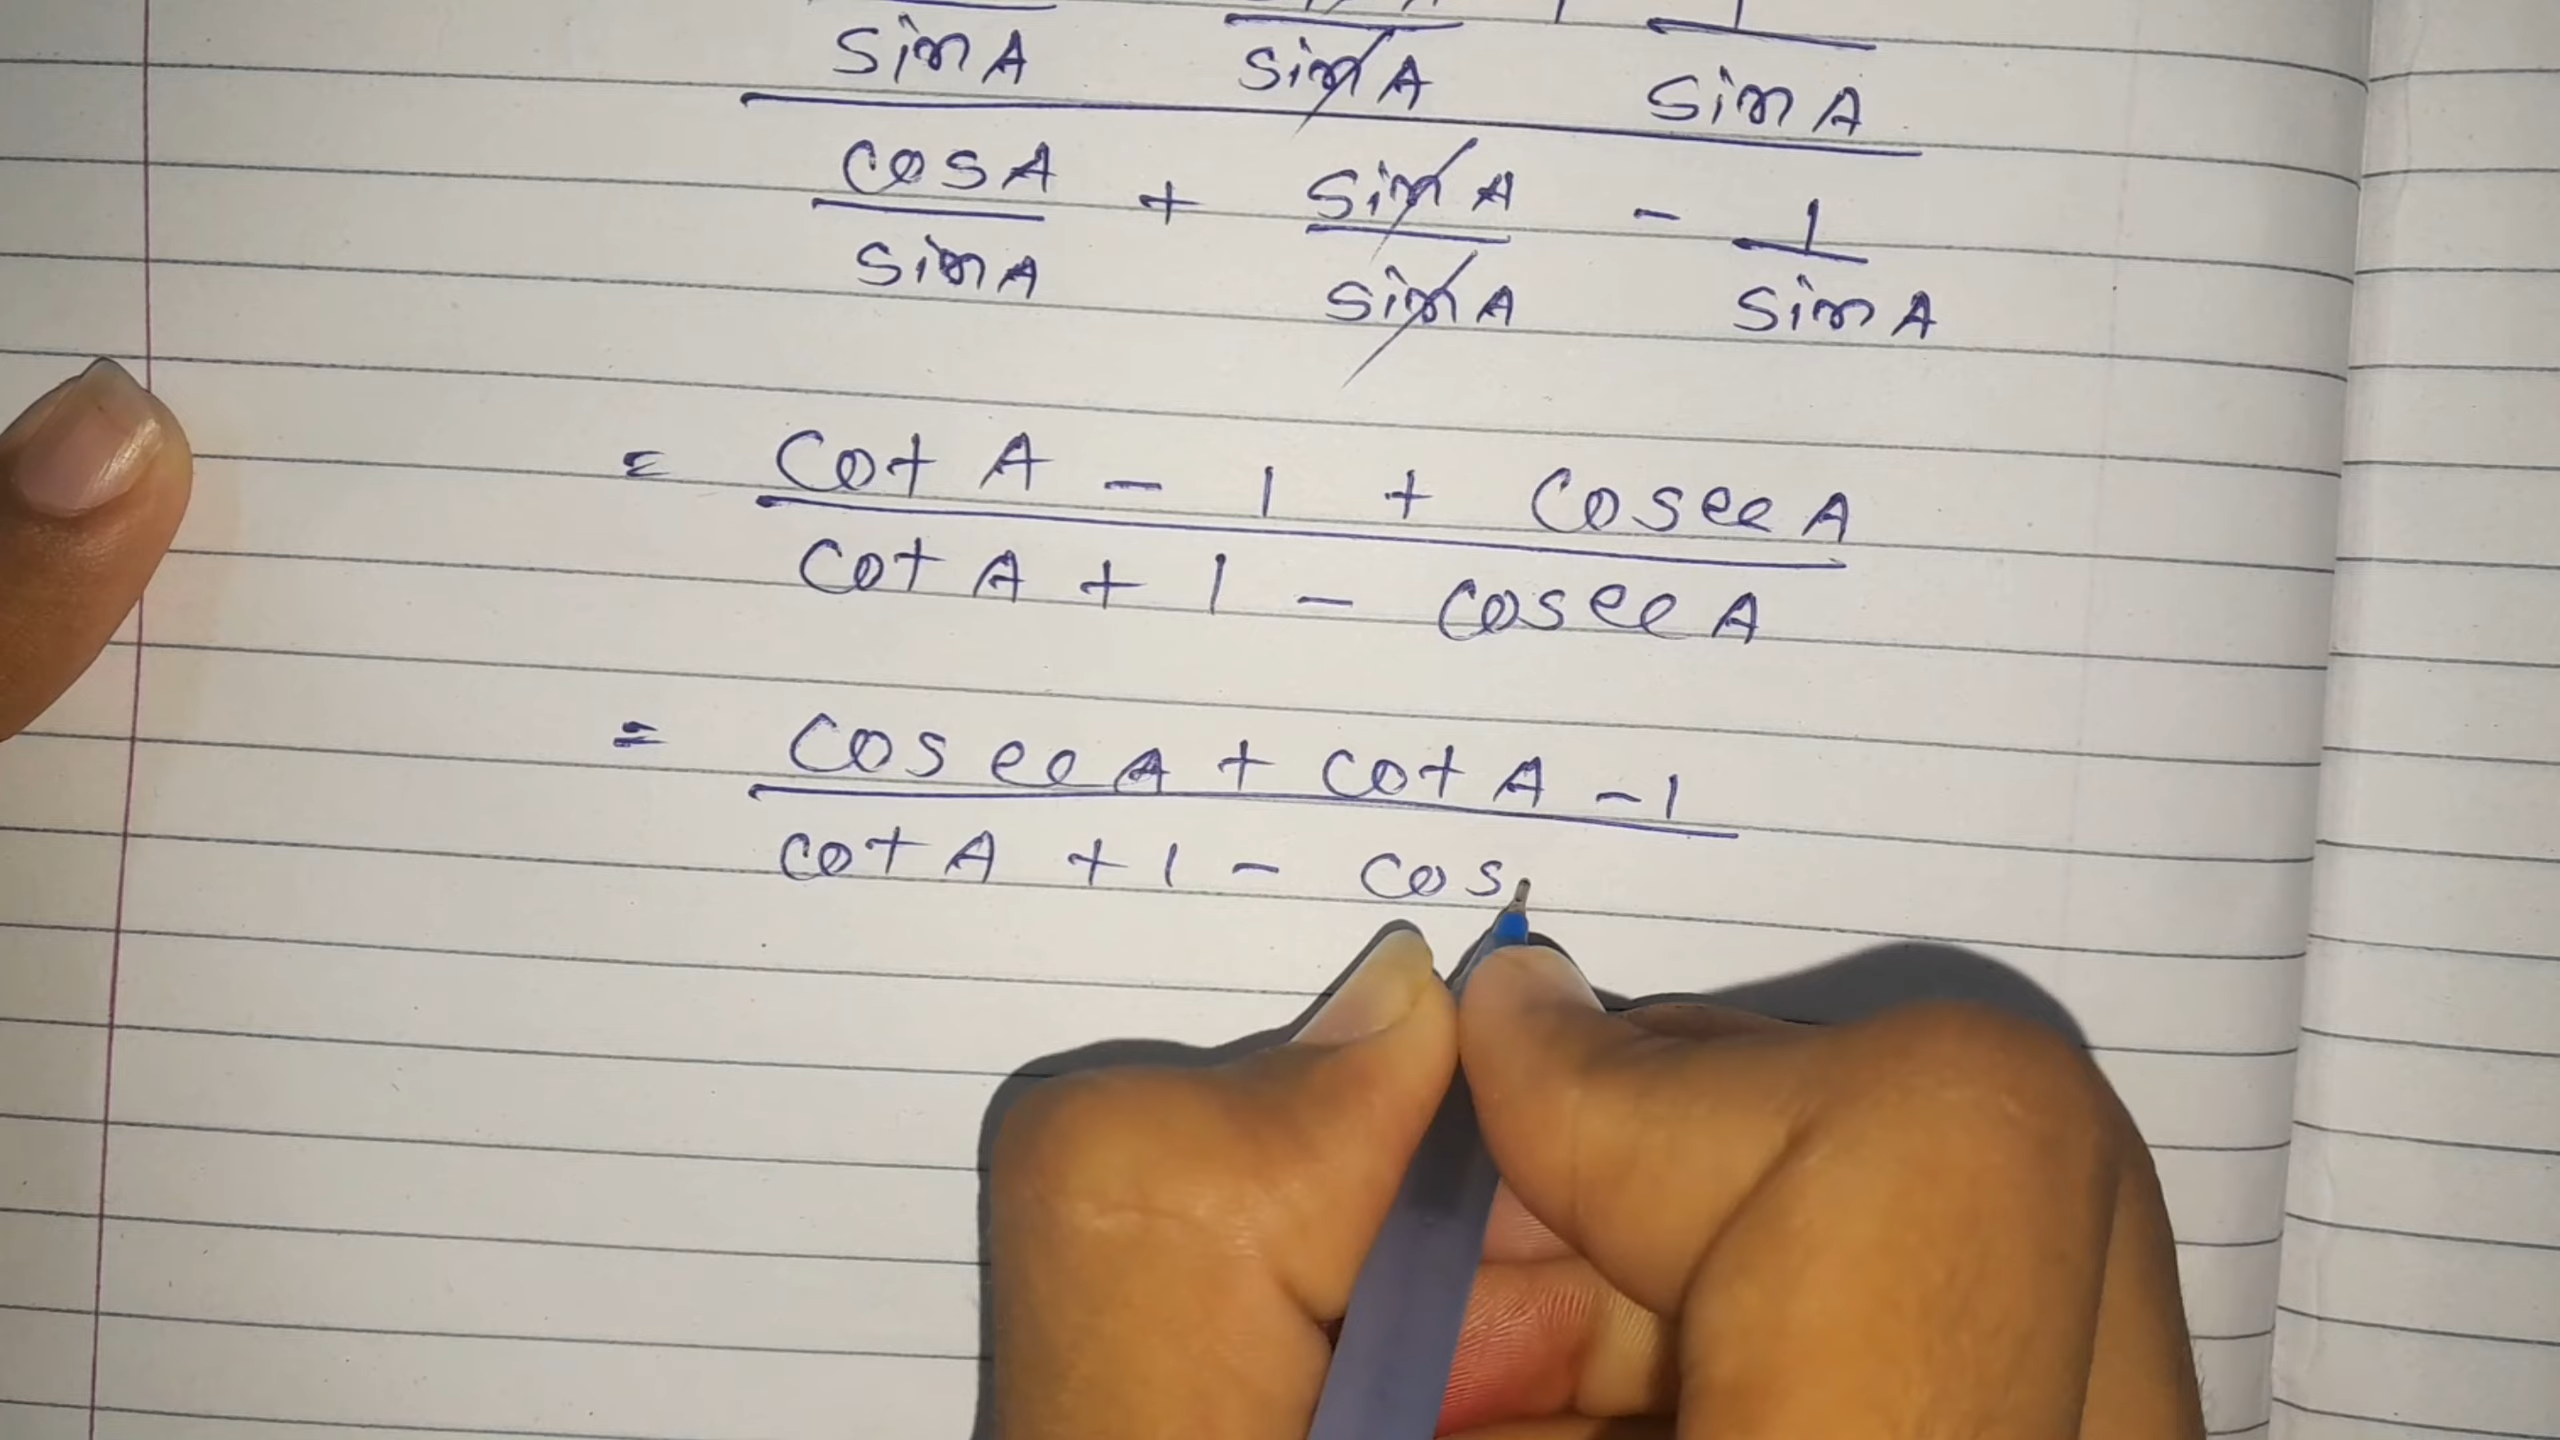 sin A sin A sin A
cos A + sin A - 1
sin A sin A sin A
= cot A - 1 + cosec A
cot A + 1 - cosec A
= cosec A + cot A - 1
cot A + 1 - cos